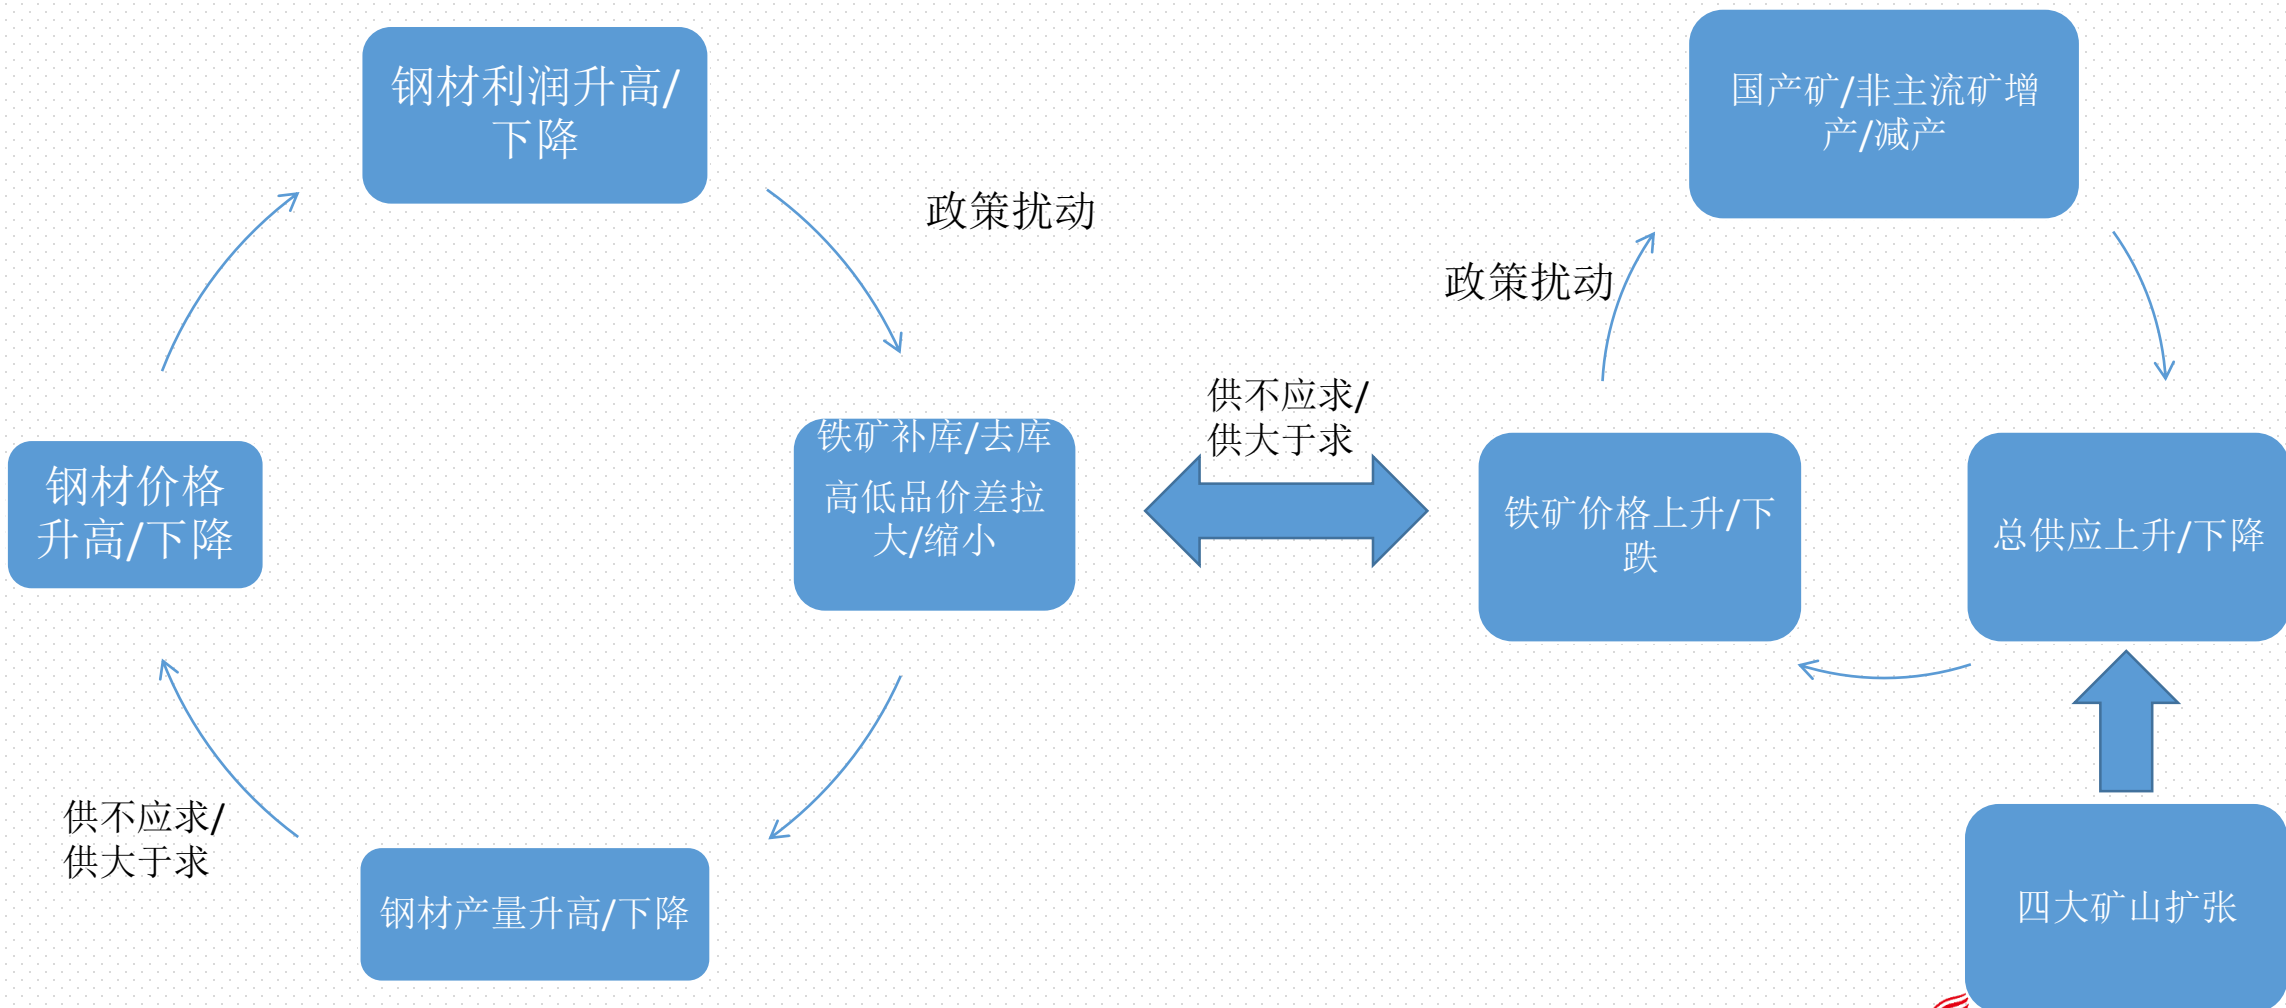 钢材利润升高/
下降
政策扰动
国产矿/非主流矿增
产/减产
政策扰动
钢材价格
升高/下降
铁矿补库/去库
高低品价差拉
大/缩小
供不应求/
供大于求
铁矿价格上升/下
跌
总供应上升/下降
供不应求/
供大于求
钢材产量升高/下降
四大矿山扩张